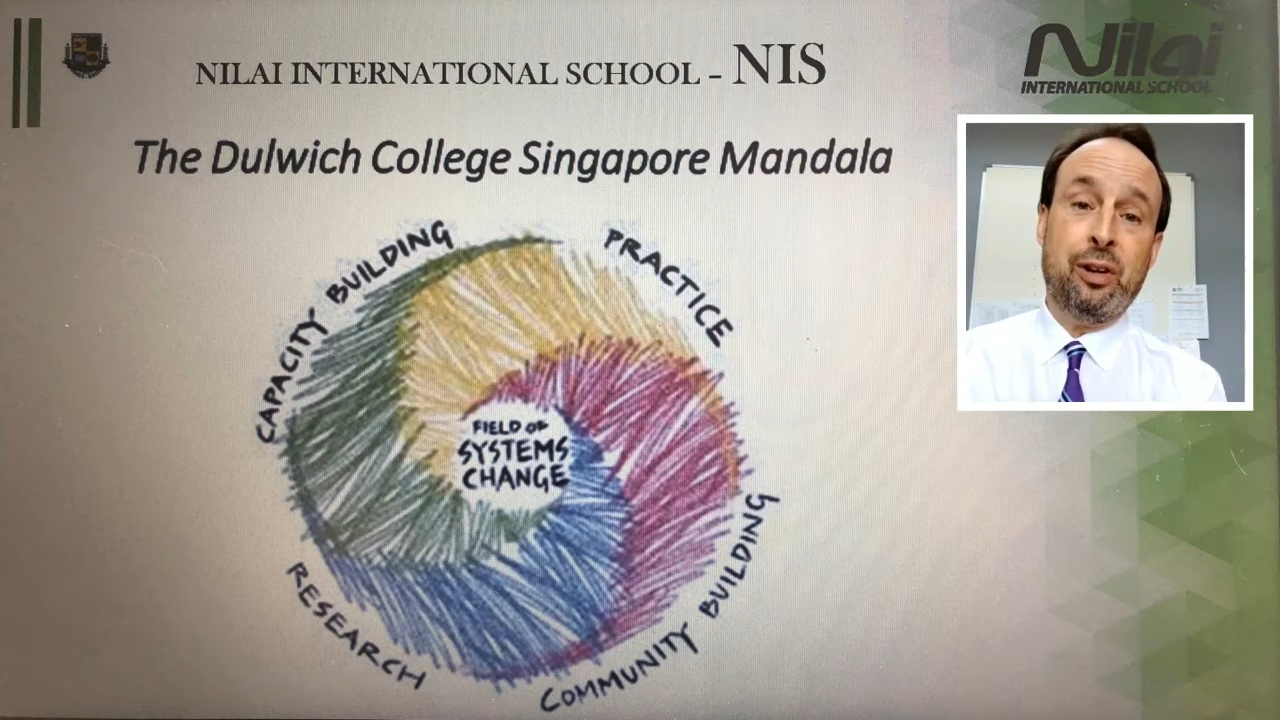 NILAI INTERNATIONAL SCHOOL – NIS
Nilai
INTERNATIONAL SCHOOL
The Dulwich College Singapore Mandala
CAPACITY BUILDING
PRACTICE
FIELD OF
SYSTEMS
CHANGE
RESEARCH
COMMUNITY BUILDING